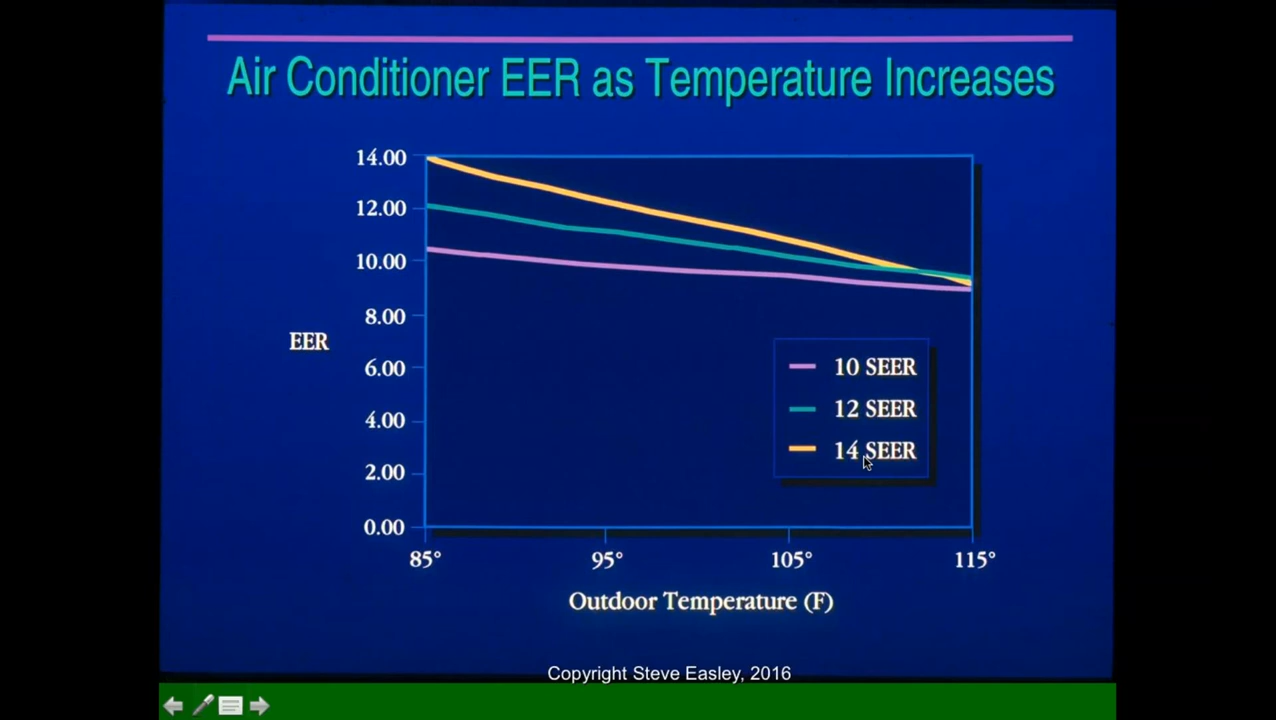 Air Conditioner EER as Temperature Increases
14.00
12.00
10.00
8.00
EER
6.00
4.00
2.00
0.00
10 SEER
12 SEER
14 SEER
85° 95° 105° 115°
Outdoor Temperature (F)
Copyright Steve Easley, 2016